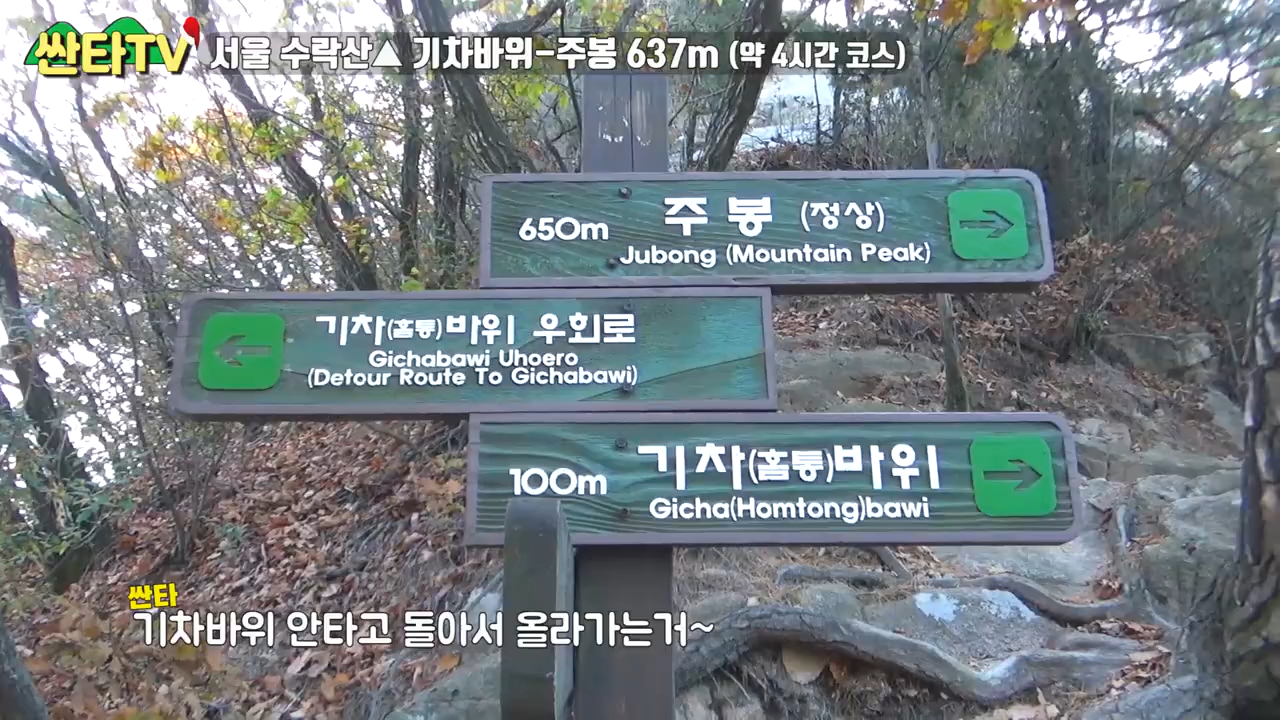 싼타TV 서울 수락산▲ 기차바위-주봉 637m (약 4시간 코스)
650m 주봉 (정상)
Jubong (Mountain Peak)
기차(홈통)바위 우회로
Gichabawi Uhoero
(Detour Route To Gichabawi)
100m 기차(홈통)바위
Gicha(Homtong)bawi
싼타
기차바위 안타고 돌아서 올라가는거~